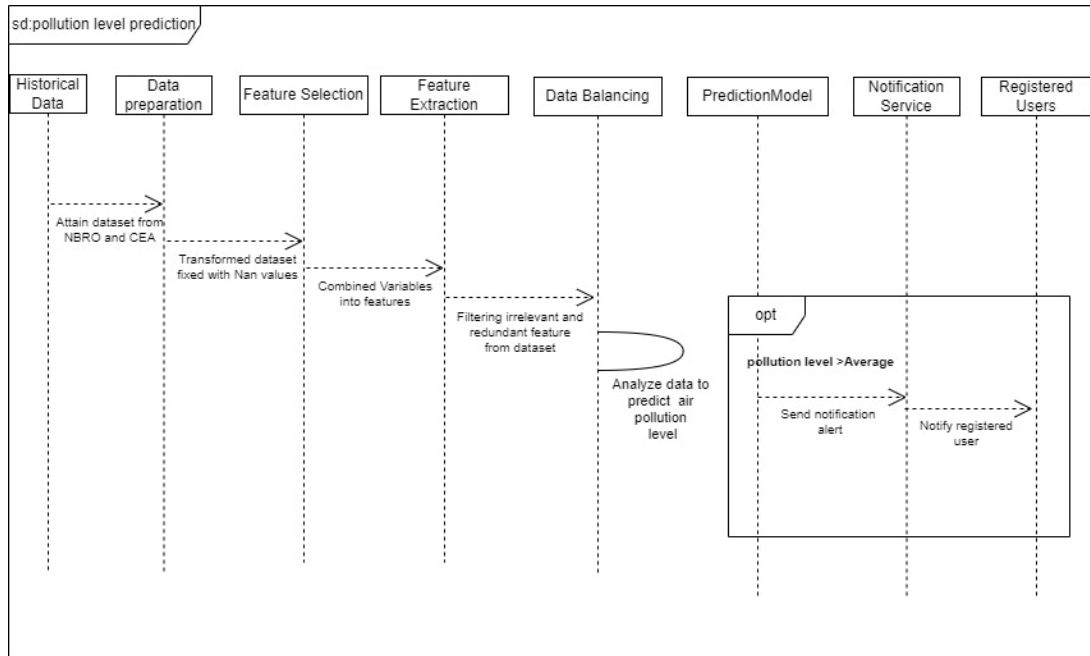 sd:pollution level prediction
Historical
Data
Data
preparation
Feature Selection
Feature
Extraction
Data Balancing
PredictionModel
Notification
Service
Registered
Users
Attain dataset from
NBRO and CEA
Transformed dataset
fixed with Nan values
Combined Variables
into features
Filtering irrelevant and
redundant feature
from dataset
Analyze data to
predict air
pollution
level
opt
pollution level >Average
Send notification
alert
Notify registered
user